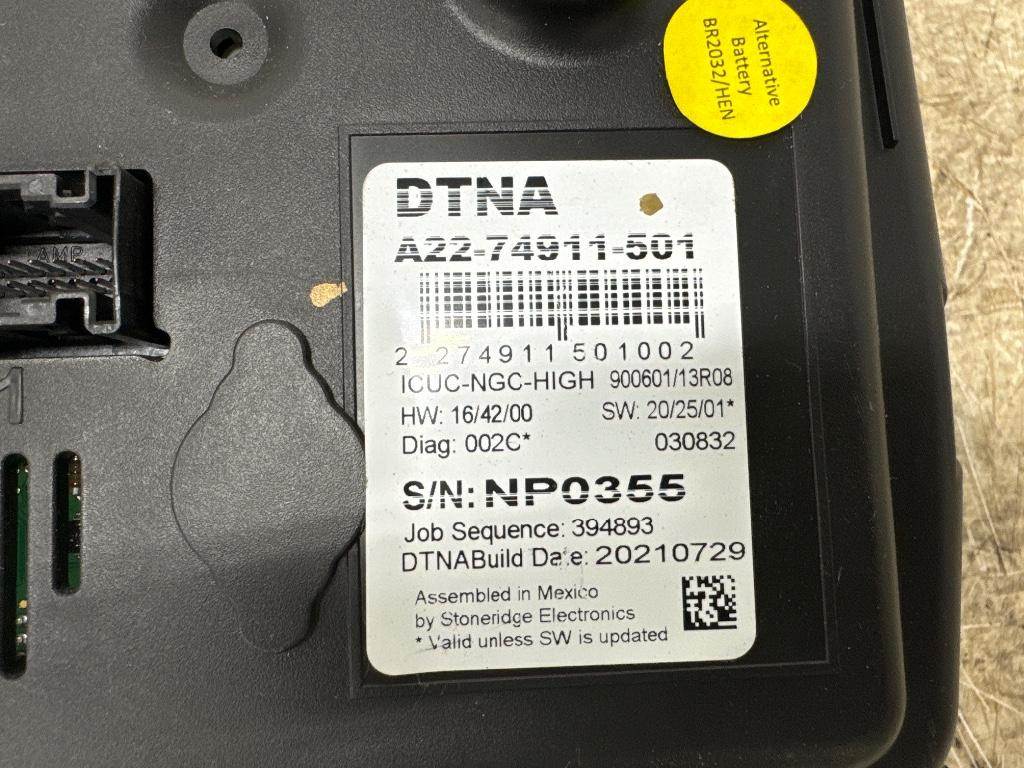 Alternative
Battery
BR2032/HEN
AMP
1
DTNA
A22-74911-501
2 274911 501002
ICUC-NGC-HIGH 900601/13R08
HW: 16/42/00 SW: 20/25/01*
Diag: 002C* 030832
S/N: NP0355
Job Sequence: 394893
DTNABuild Date: 20210729
Assembled in Mexico
by Stoneridge Electronics
* Valid unless SW is updated